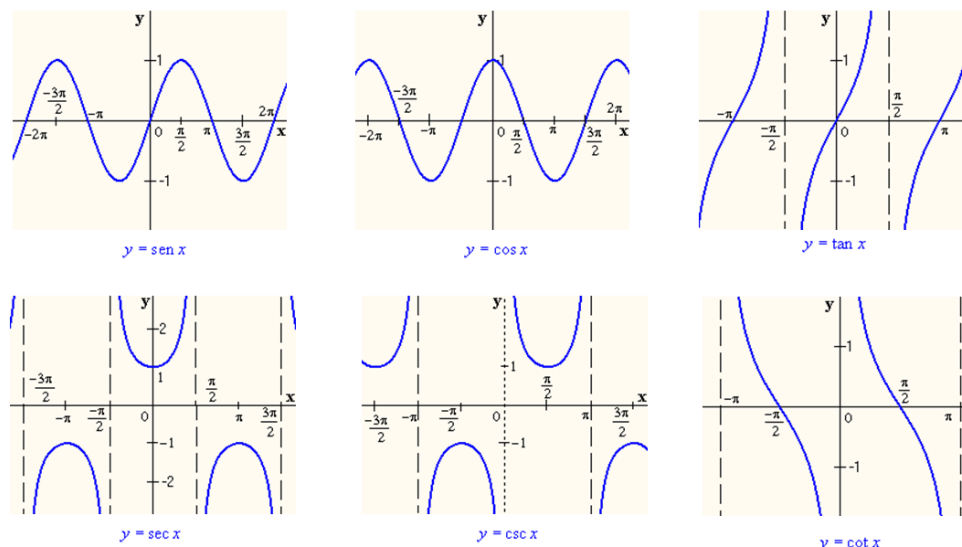 y
1
-3π/2
-π
2π
-2π
0
π/2
π
3π/2
x
-1
y = sen x
y
1
-3π/2
2π
-2π
-π
0
π/2
π
3π/2
x
-1
y = cos x
y
1
π/2
-π
-π/2
0
π
-1
y = tan x
y
2
1
-3π/2
π/2
x
-π
-π/2
0
π
3π/2
-1
-2
y = sec x
y
1
π/2
x
-3π/2
-π
-π/2
0
π
3π/2
-1
y = csc x
y
1
-π
π/2
-π/2
0
π
-1
y = cot x